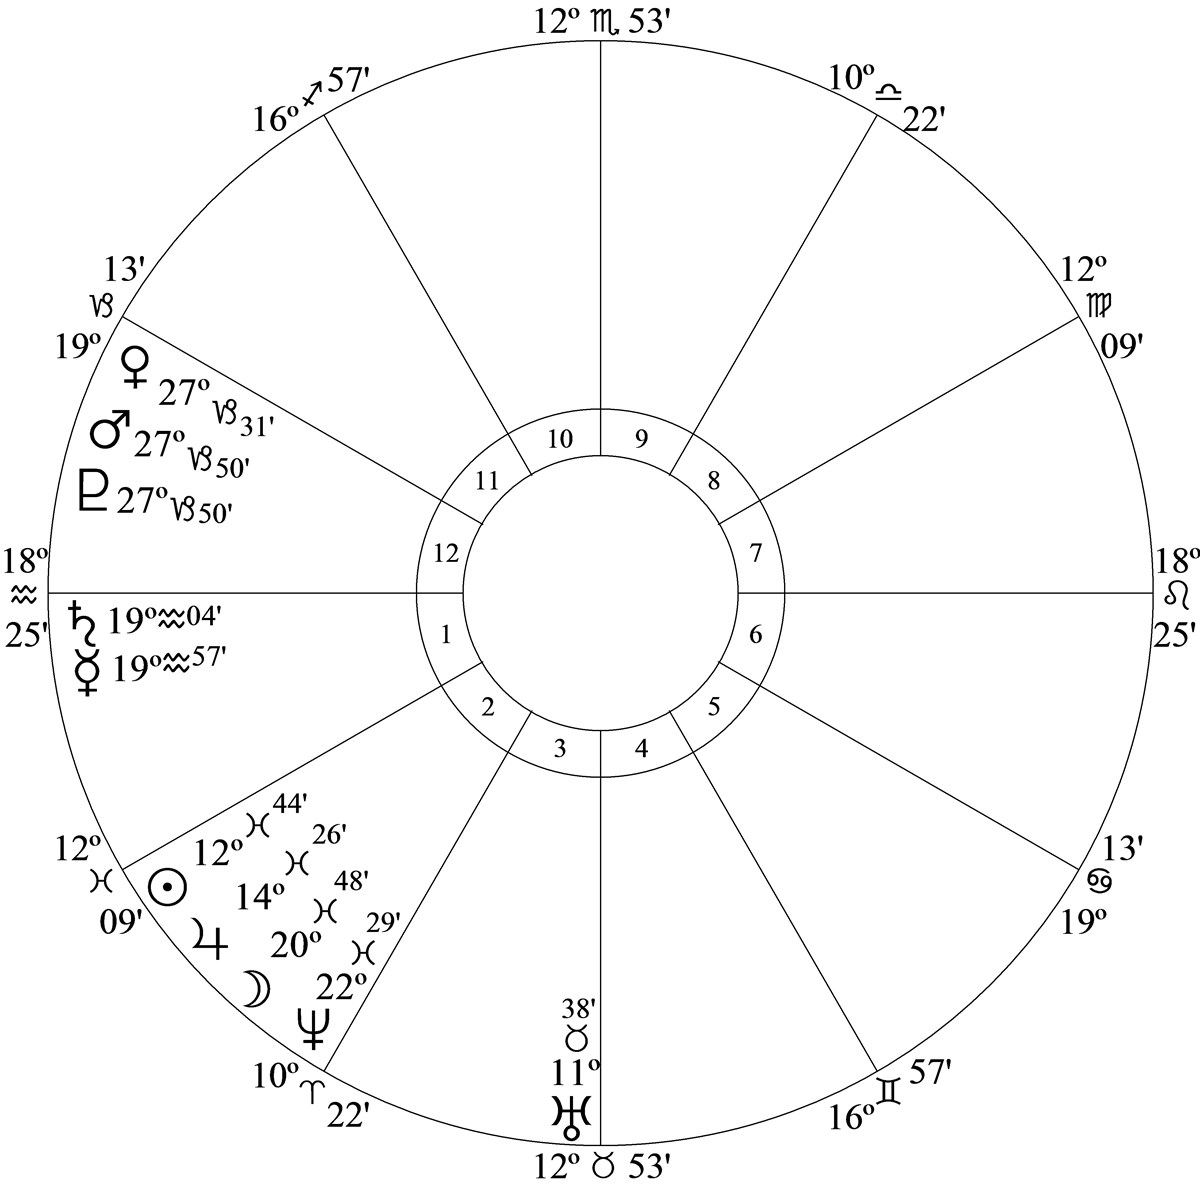 12º ♏ 53'
10º ♎ 22'
16º ♐ 57'
12º ♍ 09'
13' ♑ 19º
♀ 27º ♑ 31'
♂ 27º ♑ 50'
♇ 27º ♑ 50'
10 9
11 8
12 7
18º ♒ 25'
18º ♌ 25'
♄ 19º ♒ 04'
☿ 19º ♒ 57'
1 6
2 5
3 4
12º ♓ 09'
☉ 12º ♓ 44'
♃ 14º ♓ 26'
☽ 20º ♓ 48'
♆ 22º ♓ 29'
13' ♋ 19º
38' ♉ 11º ♅
10º ♈ 22'
16º ♊ 57'
12º ♉ 53'